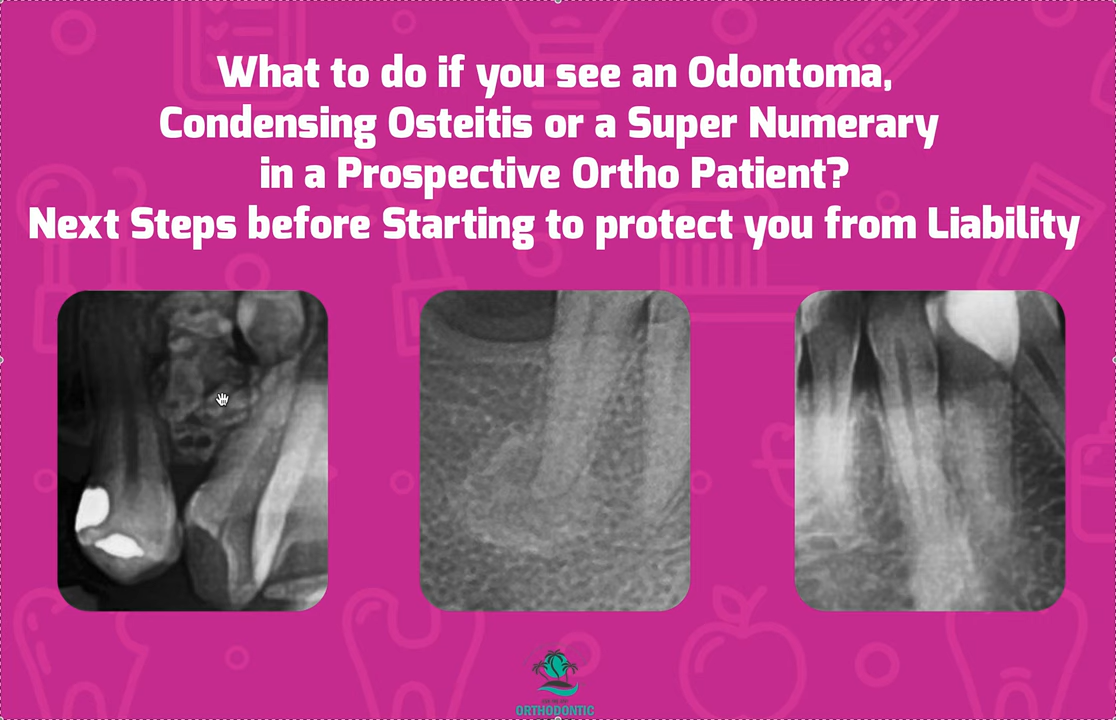 What to do if you see an Odontoma,
Condensing Osteitis or a Super Numerary
in a Prospective Ortho Patient?
Next Steps before Starting to protect you from Liability
ORTHODONTIC